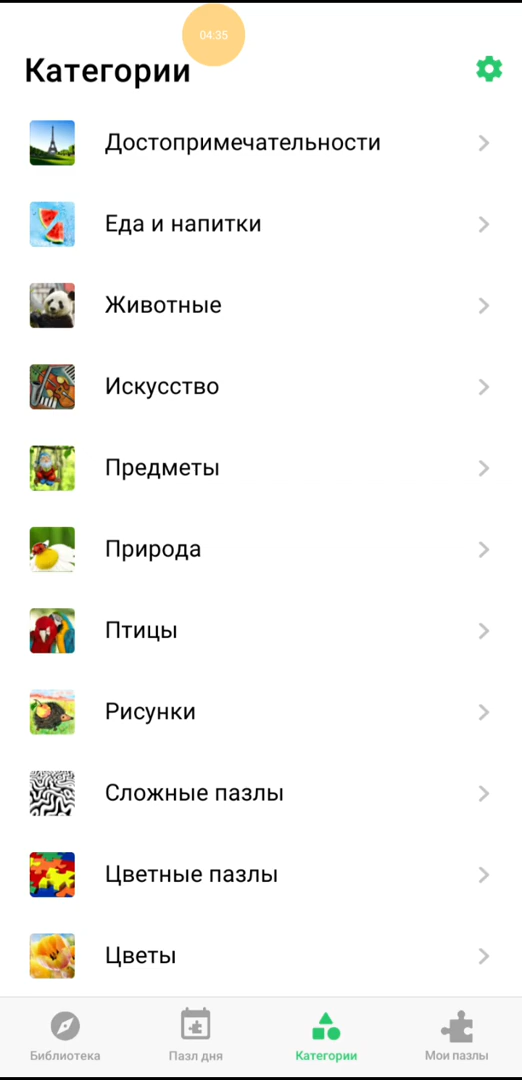 04:35
Категории
Достопримечательности
Еда и напитки
Животные
Искусство
Предметы
Природа
Птицы
Рисунки
Сложные пазлы
Цветные пазлы
Цветы
Библиотека
Пазл дня
Категории
Мои пазлы